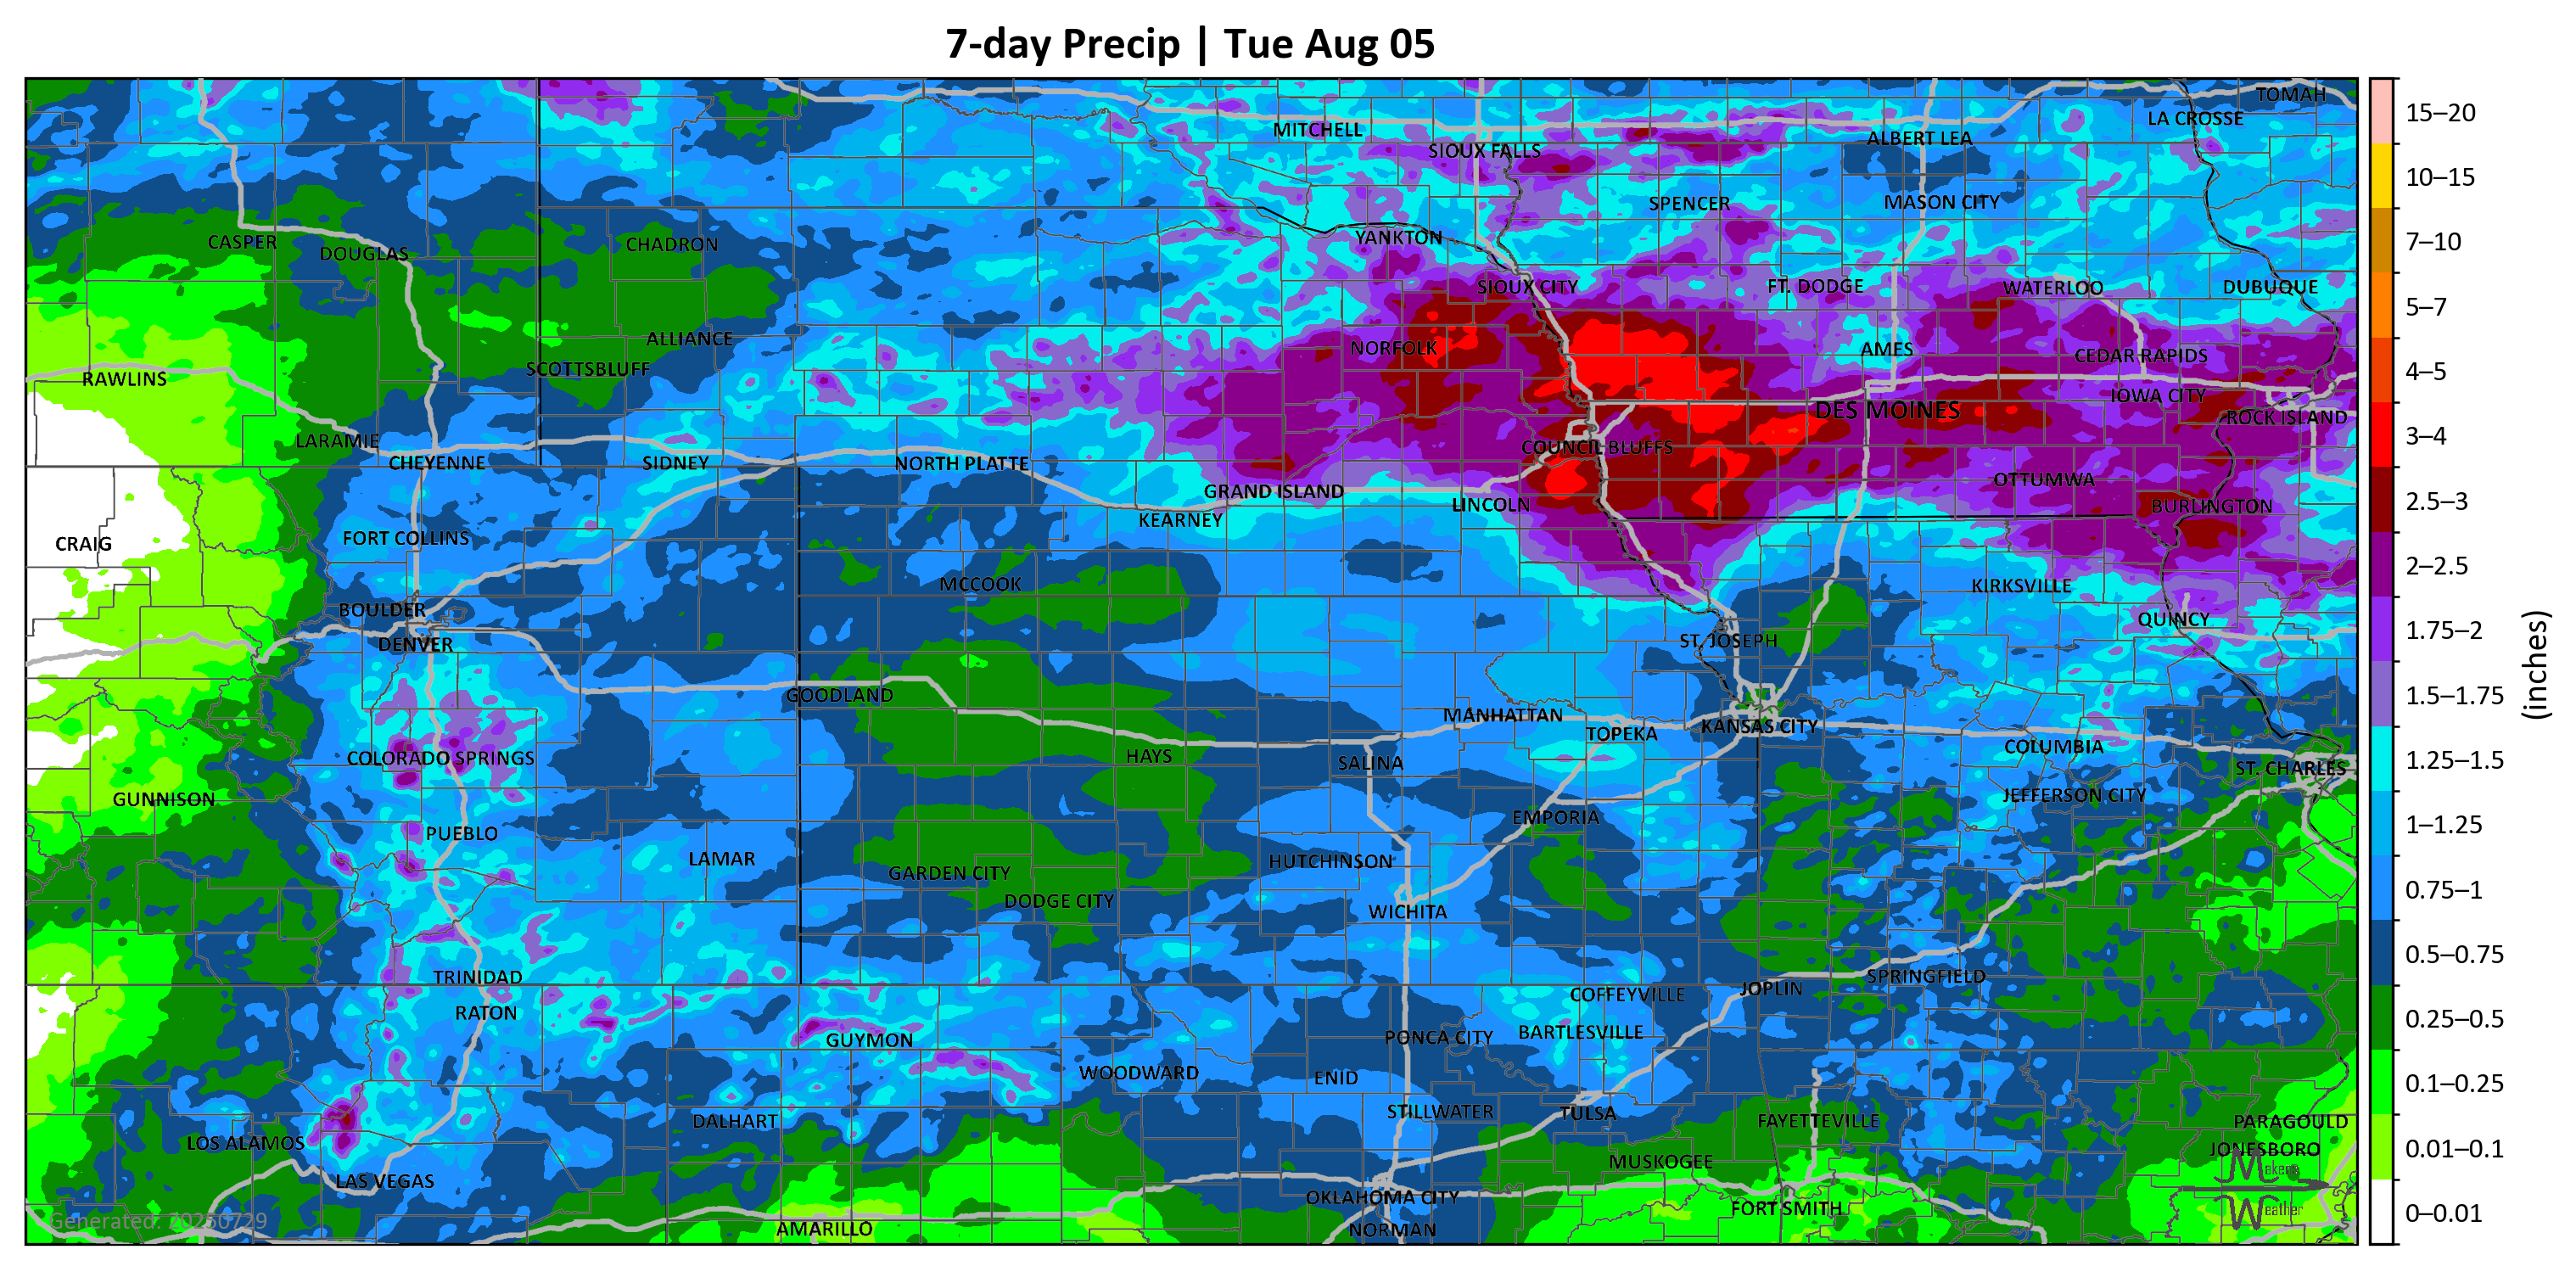 7-day Precip | Tue Aug 05
TOMAH
LA CROSSE
MITCHELL
ALBERT LEA
SIOUX FALLS
SPENCER
MASON CITY
YANKTON
CASPER
CHADRON
DOUGLAS
SIOUX CITY
FT. DODGE
WATERLOO
DUBUQUE
ALLIANCE
NORFOLK
AMES
CEDAR RAPIDS
SCOTTSBLUFF
RAWLINS
IOWA CITY
DES MOINES
ROCK ISLAND
LARAMIE
COUNCIL BLUFFS
CHEYENNE
SIDNEY
NORTH PLATTE
OTTUMWA
GRAND ISLAND
LINCOLN
BURLINGTON
KEARNEY
FORT COLLINS
CRAIG
MCCOOK
KIRKSVILLE
BOULDER
QUINCY
DENVER
ST. JOSEPH
GOODLAND
MANHATTAN
TOPEKA
KANSAS CITY
COLUMBIA
COLORADO SPRINGS
HAYS
SALINA
ST. CHARLES
GUNNISON
JEFFERSON CITY
EMPORIA
PUEBLO
LAMAR
HUTCHINSON
GARDEN CITY
DODGE CITY
WICHITA
TRINIDAD
SPRINGFIELD
JOPLIN
COFFEYVILLE
RATON
BARTLESVILLE
PONCA CITY
GUYMON
WOODWARD
ENID
STILLWATER
TULSA
DALHART
FAYETTEVILLE
PARAGOULD
LOS ALAMOS
JONESBORO
MUSKOGEE
LAS VEGAS
OKLAHOMA CITY
FORT SMITH
AMARILLO
NORMAN
Generated: 20250729
Makens
Weather
15–20
10–15
7–10
5–7
4–5
3–4
2.5–3
2–2.5
1.75–2
1.5–1.75
1.25–1.5
1–1.25
0.75–1
0.5–0.75
0.25–0.5
0.1–0.25
0.01–0.1
0–0.01
(inches)